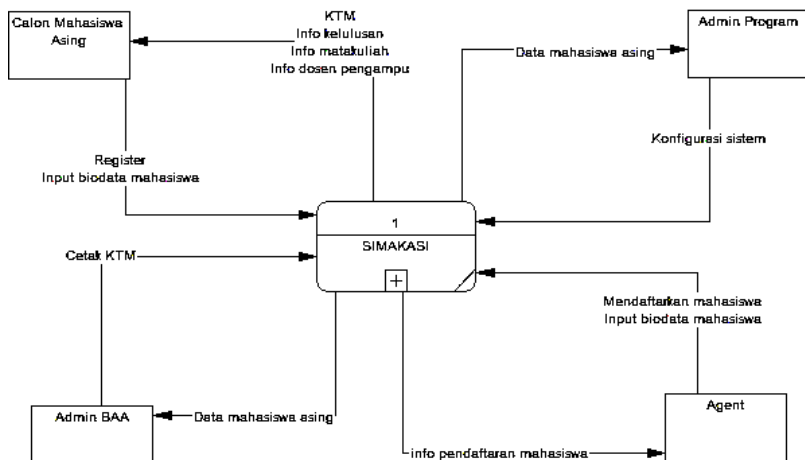 Calon Mahasiswa
Asing
KTM
Info kelulusan
Info matakuliah
Info dosen pengampu
Data mahasiswa asing
Admin Program
Konfigurasi sistem
Register
Input biodata mahasiswa
1
SIMAKASI
Cetak KTM
Mendaftarkan mahasiswa
Input biodata mahasiswa
Admin BAA
Data mahasiswa asing
info pendaftaran mahasiswa
Agent